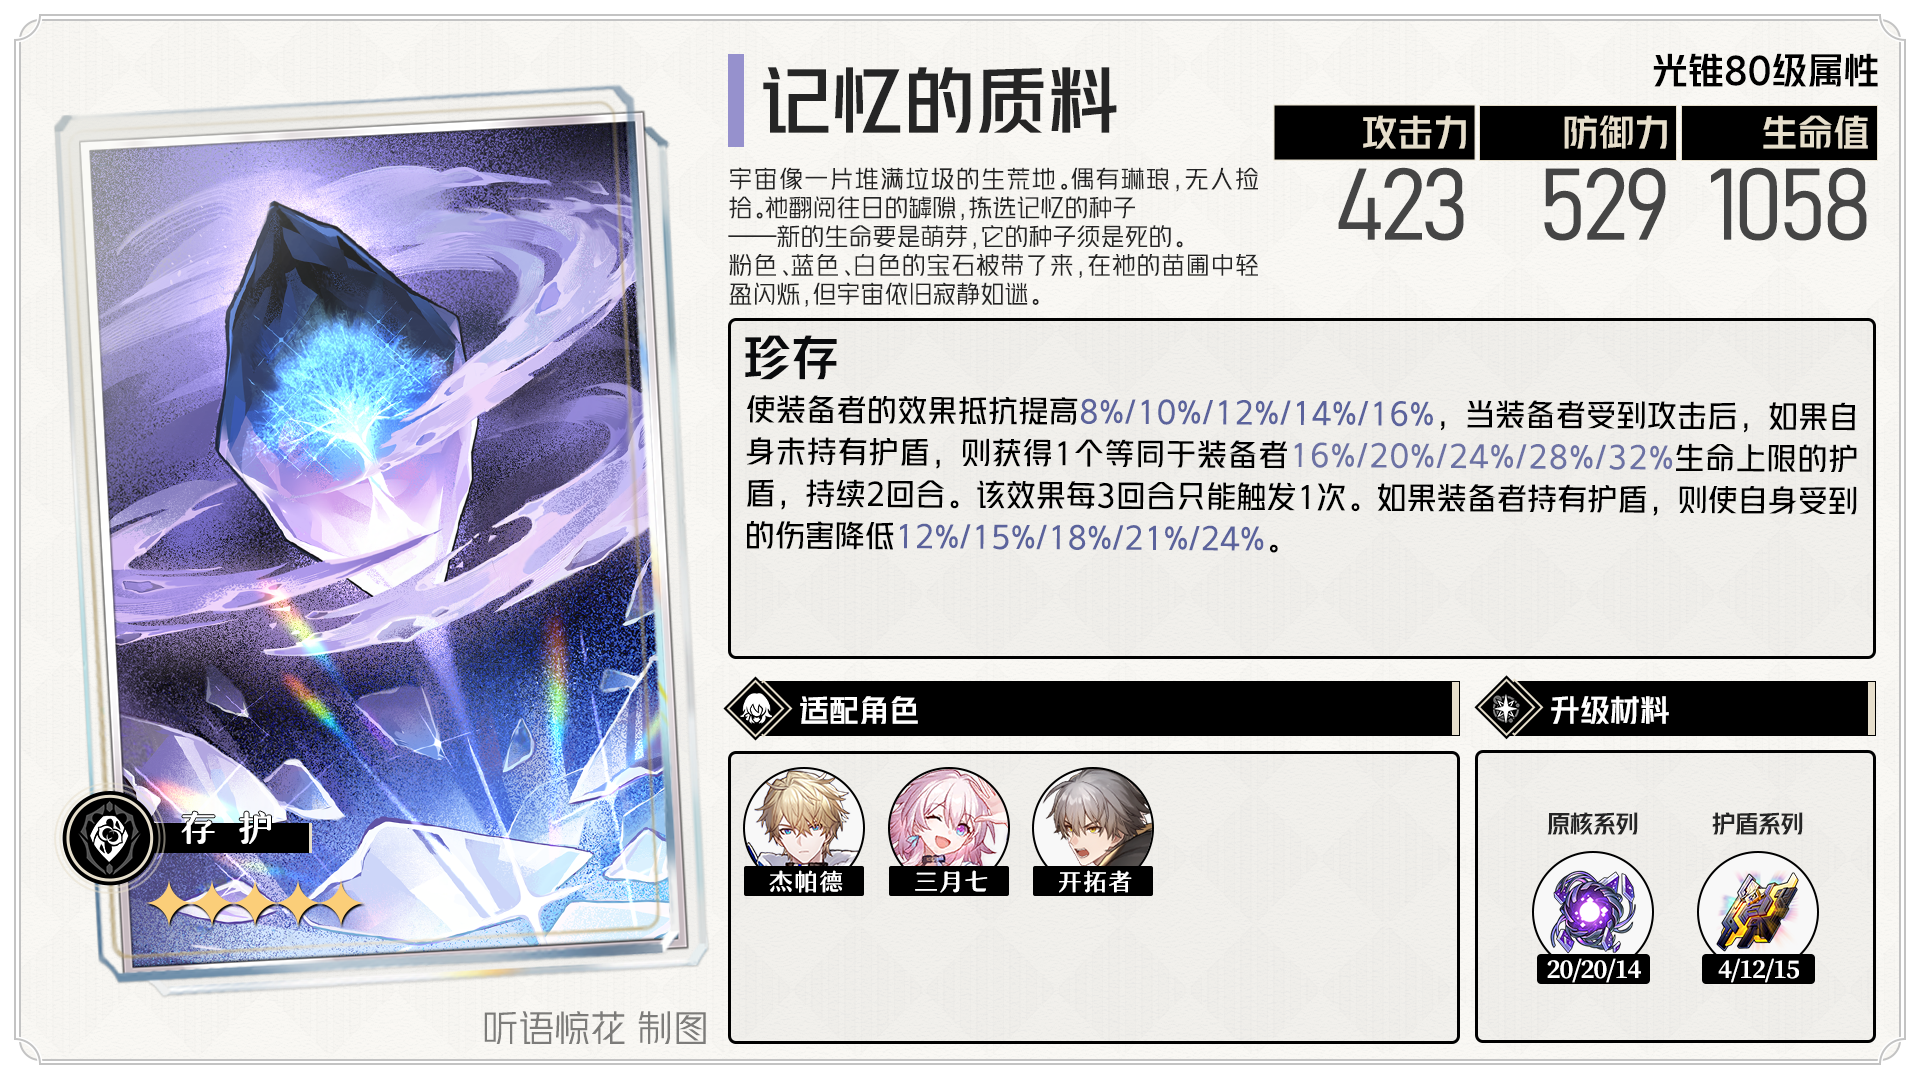 记忆的质料
光锥80级属性
攻击力 防御力 生命值
423 529 1058
宇宙像一片堆满垃圾的生荒地。偶有琳琅,无人捡
拾。祂翻阅往日的罅隙,拣选记忆的种子
——新的生命要是萌芽,它的种子须是死的。
粉色、蓝色、白色的宝石被带了来,在祂的苗圃中轻
盈闪烁,但宇宙依旧寂静如谜。
珍存
使装备者的效果抵抗提高8%/10%/12%/14%/16%，当装备者受到攻击后，如果自
身未持有护盾，则获得1个等同于装备者16%/20%/24%/28%/32%生命上限的护
盾，持续2回合。该效果每3回合只能触发1次。如果装备者持有护盾，则使自身受到
的伤害降低12%/15%/18%/21%/24%。
存护
适配角色
杰帕德 三月七 开拓者
升级材料
原核系列 护盾系列
20/20/14 4/12/15
听语惊花 制图